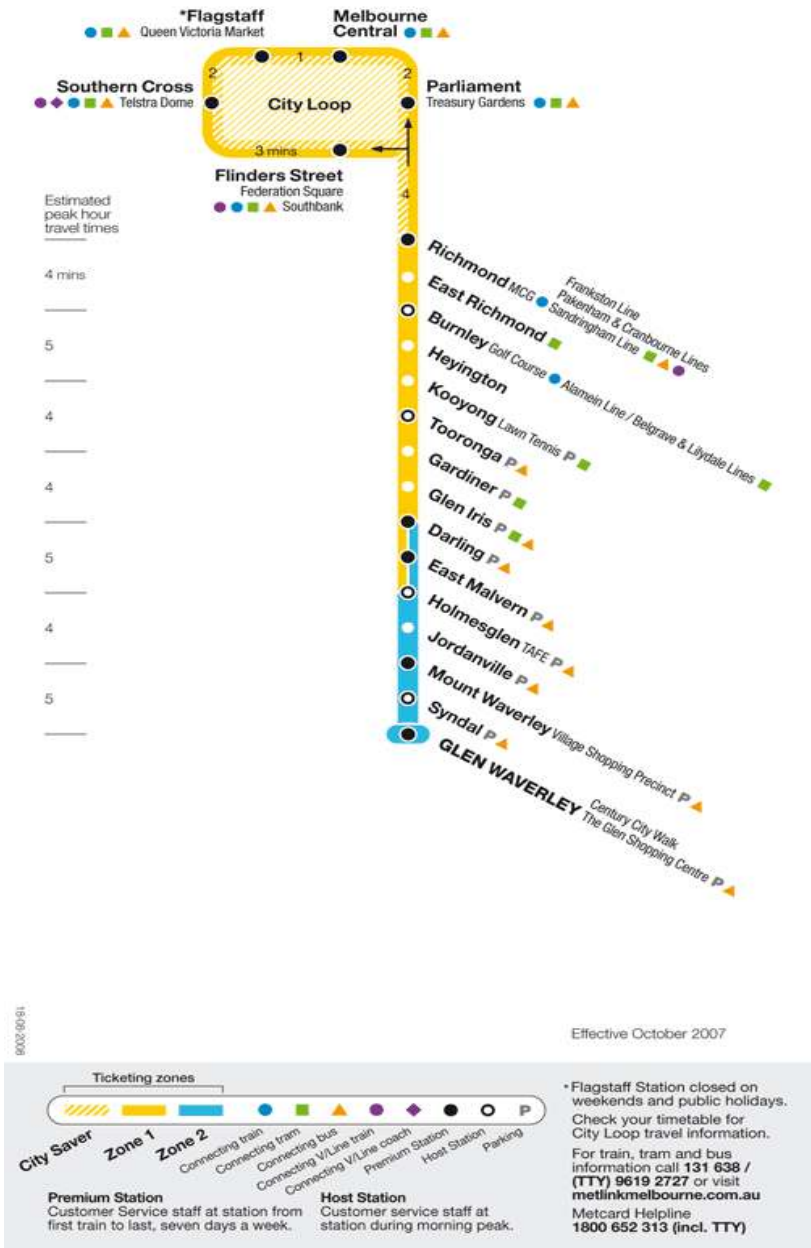 *Flagstaff
Queen Victoria Market
Melbourne
Central
Southern Cross
Telstra Dome
Parliament
Treasury Gardens
1
2
2
City Loop
3 mins
4
Flinders Street
Federation Square
Southbank
Estimated
peak hour
travel times
4 mins
5
4
4
5
4
5
Richmond MCG
Frankston Line
Pakenham & Cranbourne Lines
Sandringham Line
East Richmond
Burnley Golf Course Alamein Line / Belgrave & Lilydale Lines
Heyington
Kooyong Lawn Tennis P
Tooronga P
Gardiner P
Glen Iris P
Darling P
East Malvern P
Holmesglen TAFE P
Jordanville P
Mount Waverley Village Shopping Precinct P
Syndal P
GLEN WAVERLEY
Century City Walk
The Glen Shopping Centre P
18-06-2008
Effective October 2007
Ticketing zones
City Saver
Zone 1
Zone 2
Connecting train
Connecting tram
Connecting bus
Connecting V/Line train
Connecting V/Line coach
Premium Station
Host Station
P
Parking
Premium Station
Customer Service staff at station from
first train to last, seven days a week.
Host Station
Customer service staff at
station during morning peak.
*Flagstaff Station closed on
weekends and public holidays.
Check your timetable for
City Loop travel information.
For train, tram and bus
information call 131 638 /
(TTY) 9619 2727 or visit
metlinkmelbourne.com.au
Metcard Helpline
1800 652 313 (incl. TTY)